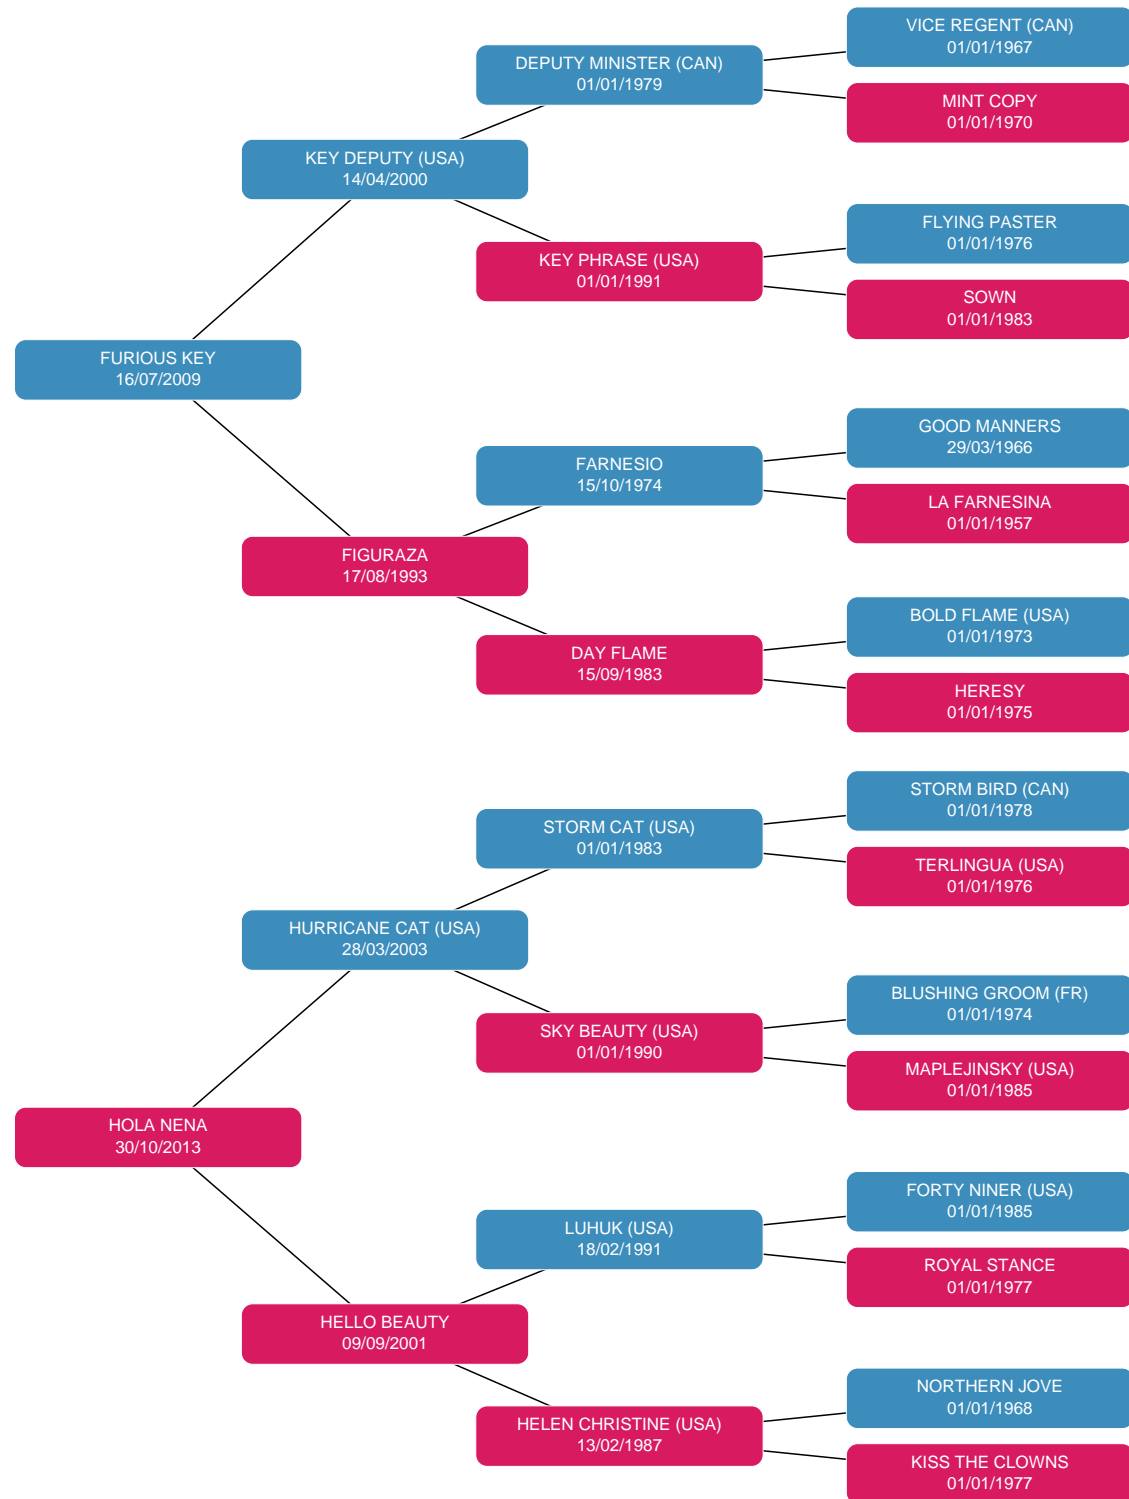 VICE REGENT (CAN)
01/01/1967
DEPUTY MINISTER (CAN)
01/01/1979
MINT COPY
01/01/1970
KEY DEPUTY (USA)
14/04/2000
FLYING PASTER
01/01/1976
KEY PHRASE (USA)
01/01/1991
SOWN
01/01/1983
FURIOUS KEY
16/07/2009
GOOD MANNERS
29/03/1966
FARNESIO
15/10/1974
LA FARNESINA
01/01/1957
FIGURAZA
17/08/1993
BOLD FLAME (USA)
01/01/1973
DAY FLAME
15/09/1983
HERESY
01/01/1975
STORM BIRD (CAN)
01/01/1978
STORM CAT (USA)
01/01/1983
TERLINGUA (USA)
01/01/1976
HURRICANE CAT (USA)
28/03/2003
BLUSHING GROOM (FR)
01/01/1974
SKY BEAUTY (USA)
01/01/1990
MAPLEJINSKY (USA)
01/01/1985
HOLA NENA
30/10/2013
FORTY NINER (USA)
01/01/1985
LUHUK (USA)
18/02/1991
ROYAL STANCE
01/01/1977
HELLO BEAUTY
09/09/2001
NORTHERN JOVE
01/01/1968
HELEN CHRISTINE (USA)
13/02/1987
KISS THE CLOWNS
01/01/1977